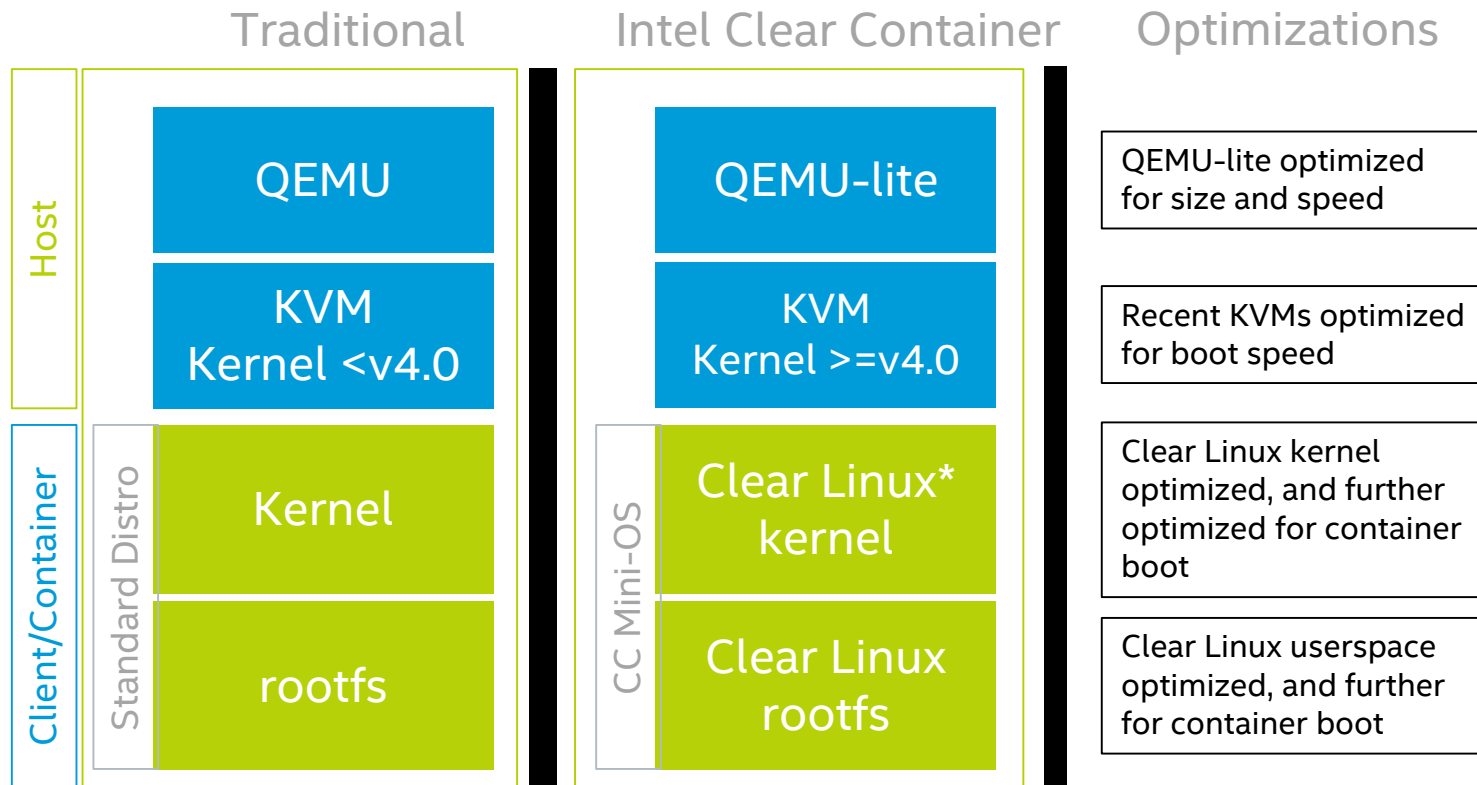 Traditional
Intel Clear Container
Optimizations
Host
QEMU
QEMU-lite
QEMU-lite optimized
for size and speed
KVM
Kernel <v4.0
KVM
Kernel >=v4.0
Recent KVMs optimized
for boot speed
Client/Container
Standard Distro
Kernel
CC Mini-OS
Clear Linux*
kernel
Clear Linux kernel
optimized, and further
optimized for container
boot
rootfs
Clear Linux
rootfs
Clear Linux userspace
optimized, and further
for container boot